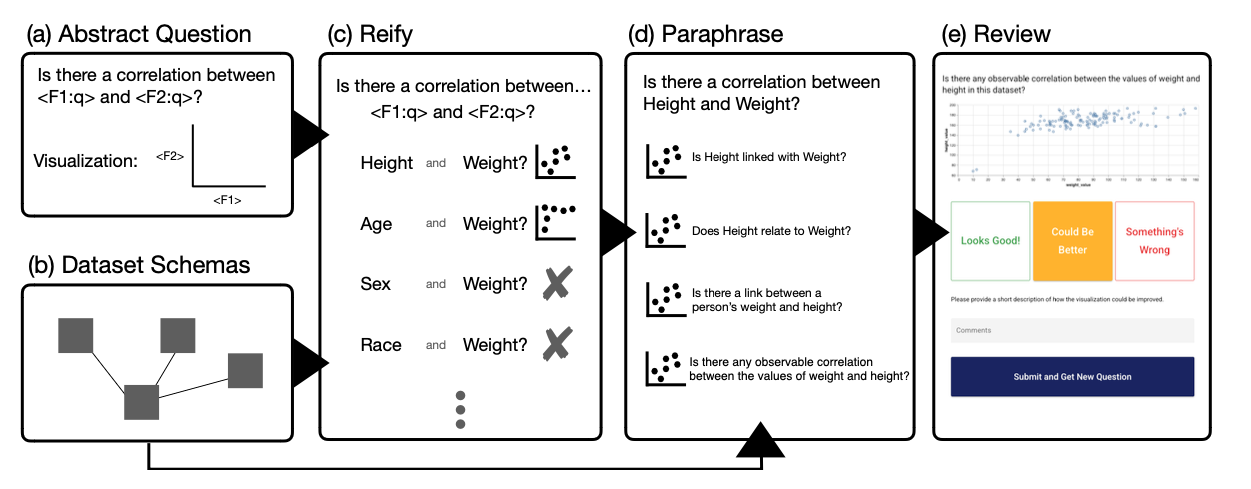 (a) Abstract Question
Is there a correlation between
<F1:q> and <F2:q>?
Visualization:
<F2>
<F1>
(b) Dataset Schemas
(c) Reify
Is there a correlation between…
<F1:q> and <F2:q>?
Height and Weight?
Age and Weight?
Sex and Weight?
Race and Weight?
(d) Paraphrase
Is there a correlation between
Height and Weight?
Is Height linked with Weight?
Does Height relate to Weight?
Is there a link between a
person's weight and height?
Is there any observable correlation
between the values of weight and height?
(e) Review
Is there any observable correlation between the values of weight and
height in this dataset?
height_value
weight_value
Looks Good!
Could Be
Better
Something's
Wrong
Please provide a short description of how the visualization could be improved.
Comments
Submit and Get New Question